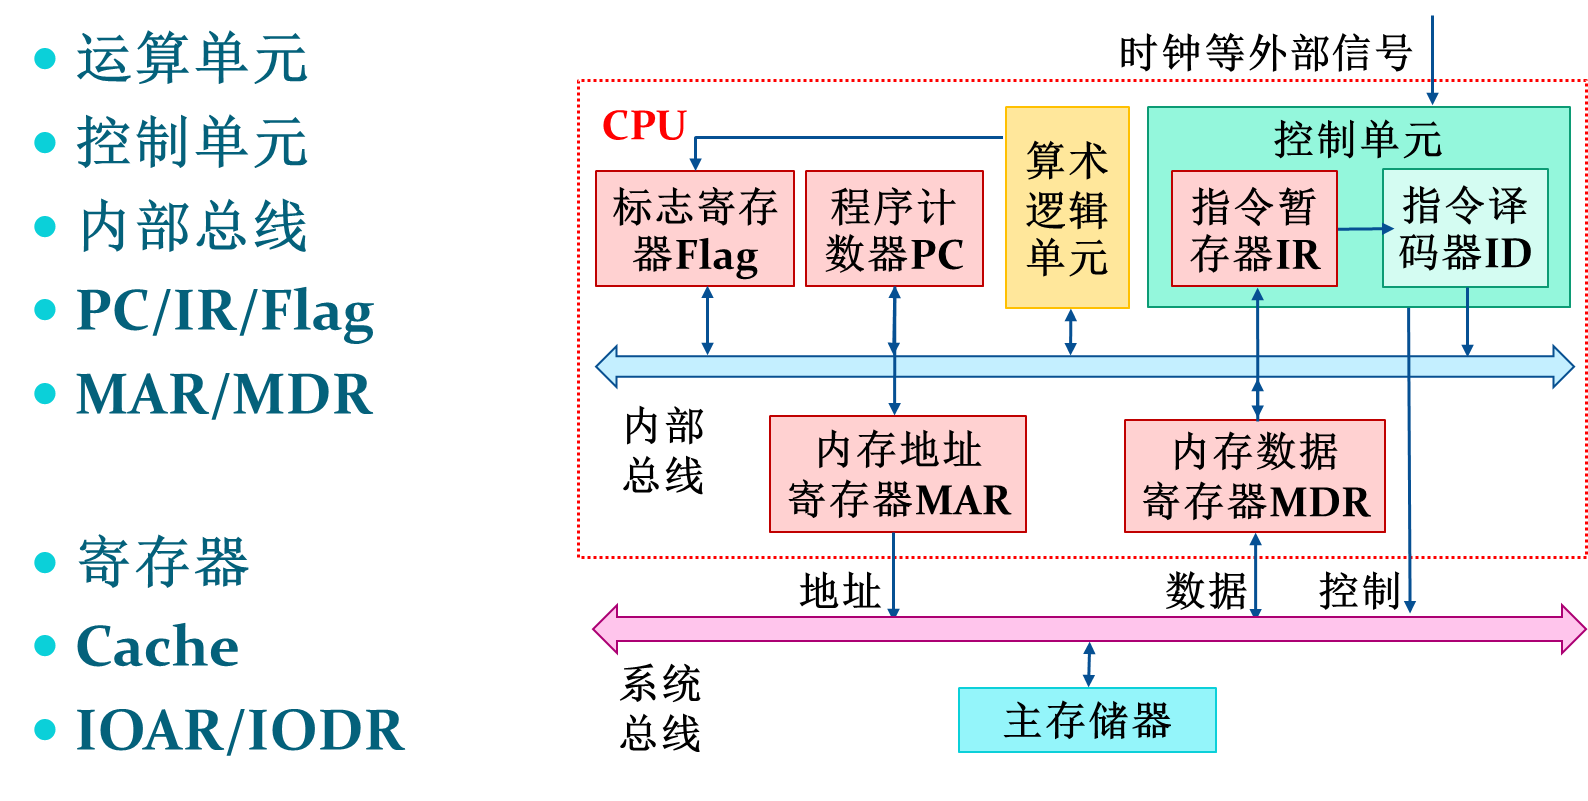 运算单元
控制单元
内部总线
PC/IR/Flag
MAR/MDR
寄存器
Cache
IOAR/IODR
时钟等外部信号
CPU
标志寄存
器Flag
程序计
数器PC
算术
逻辑
单元
控制单元
指令暂
存器IR
指令译
码器ID
内部
总线
内存地址
寄存器MAR
内存数据
寄存器MDR
地址
数据
控制
系统
总线
主存储器